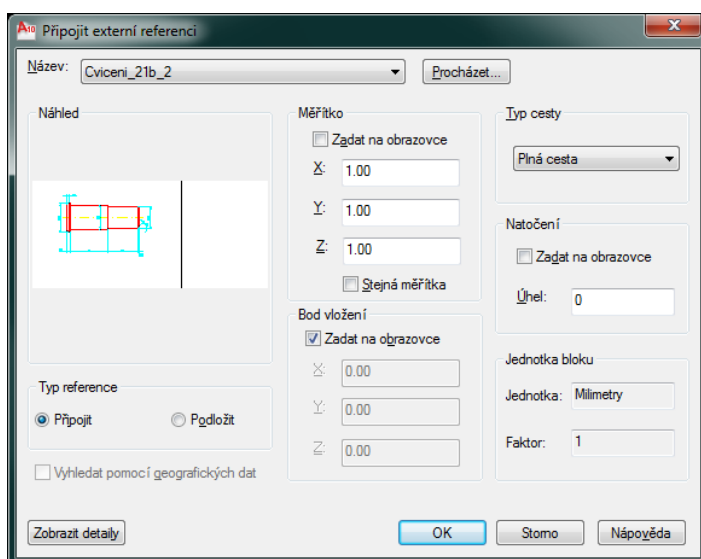 A10 Připojit externí referenci
Název: Cviceni_21b_2 Procházet...
Náhled
Typ reference
Připojit Podložit
Vyhledat pomocí geografických dat
Měřítko
Zadat na obrazovce
X: 1.00
Y: 1.00
Z: 1.00
Stejná měřítka
Bod vložení
Zadat na obrazovce
X: 0.00
Y: 0.00
Z: 0.00
Typ cesty
Plná cesta
Natočení
Zadat na obrazovce
Úhel: 0
Jednotka bloku
Jednotka: Milimetry
Faktor: 1
Zobrazit detaily OK Storno Nápověda